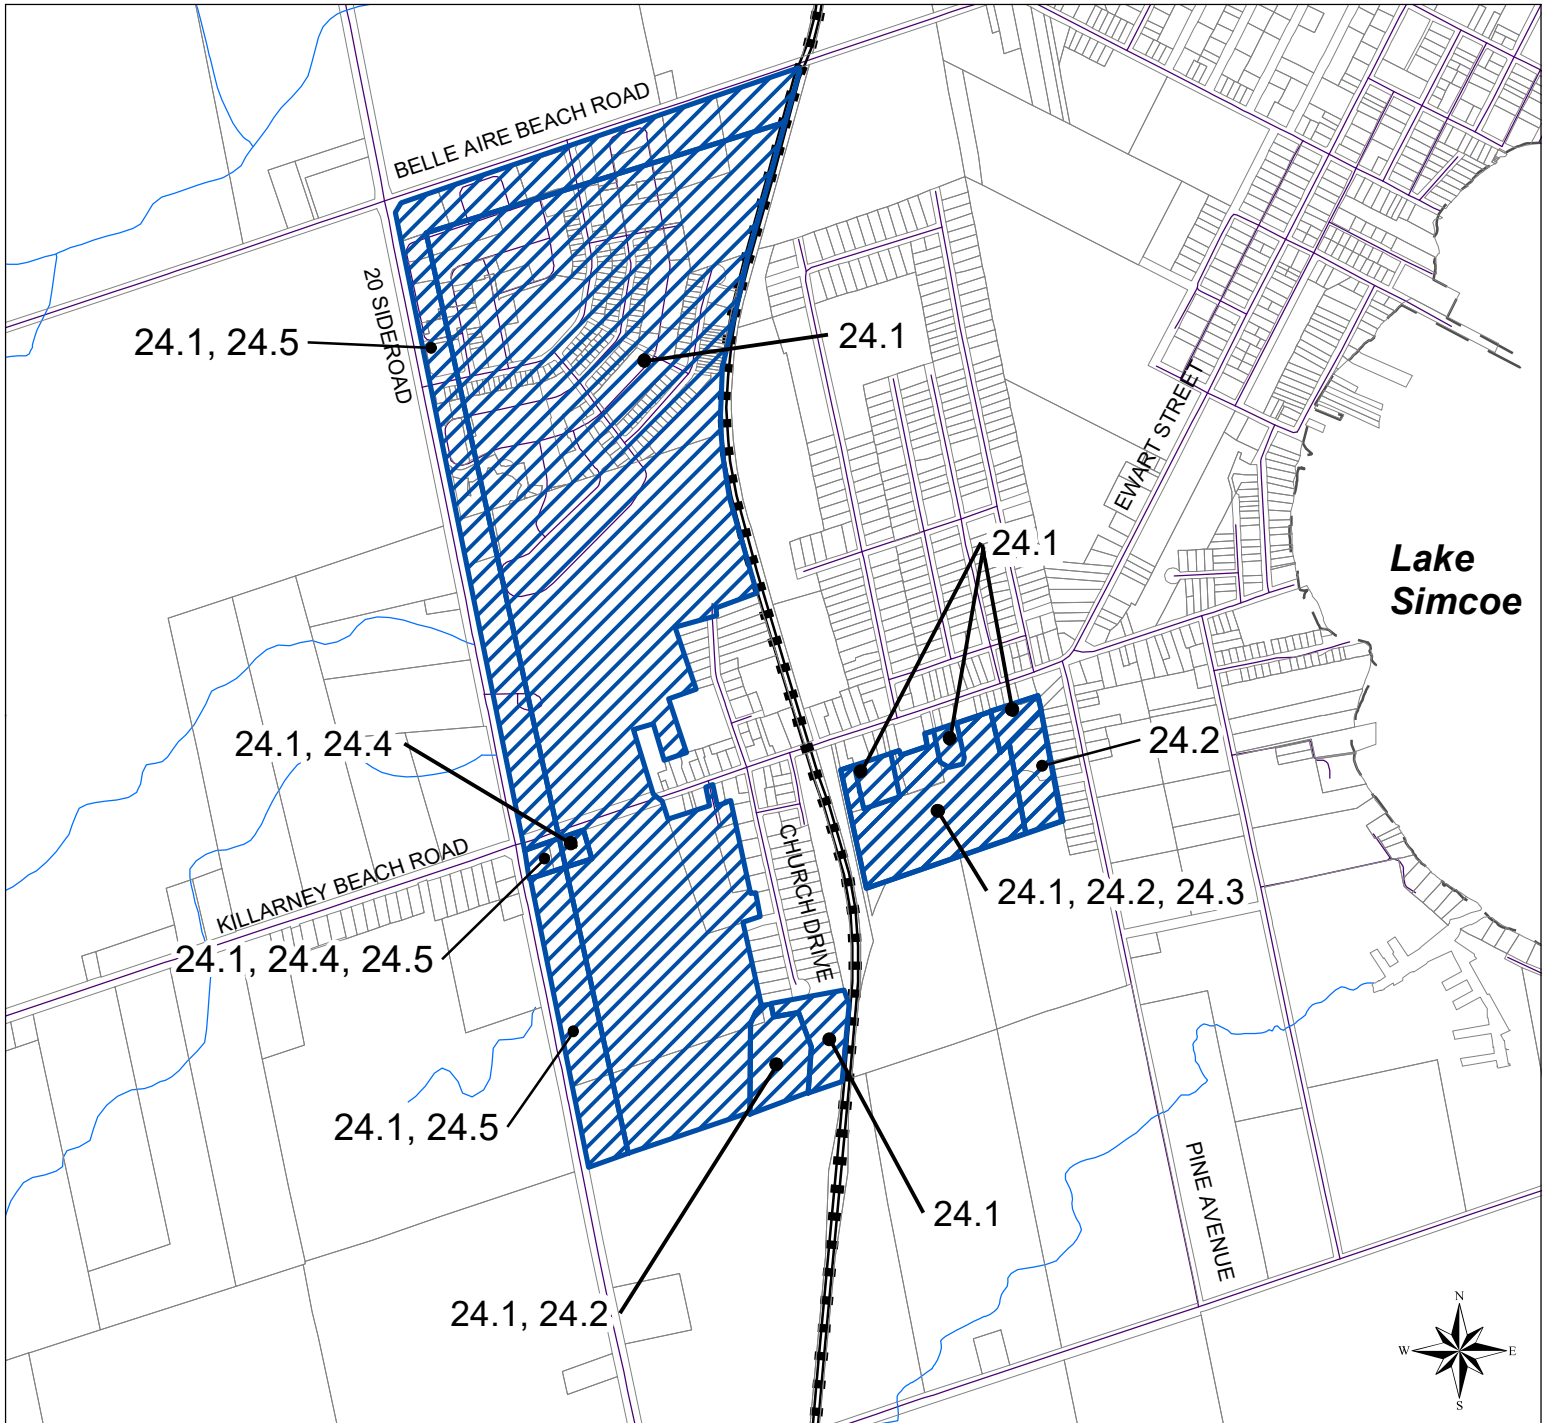 BELLE AIRE BEACH ROAD
20 SIDEROAD
24.1, 24.5
24.1
EWART STREET
24.1
Lake
Simcoe
24.1, 24.4
24.2
KILLARNEY BEACH ROAD
CHURCH DRIVE
24.1, 24.2, 24.3
24.1, 24.4, 24.5
24.1, 24.5
PINE AVENUE
24.1
24.1, 24.2
N
W
E
S